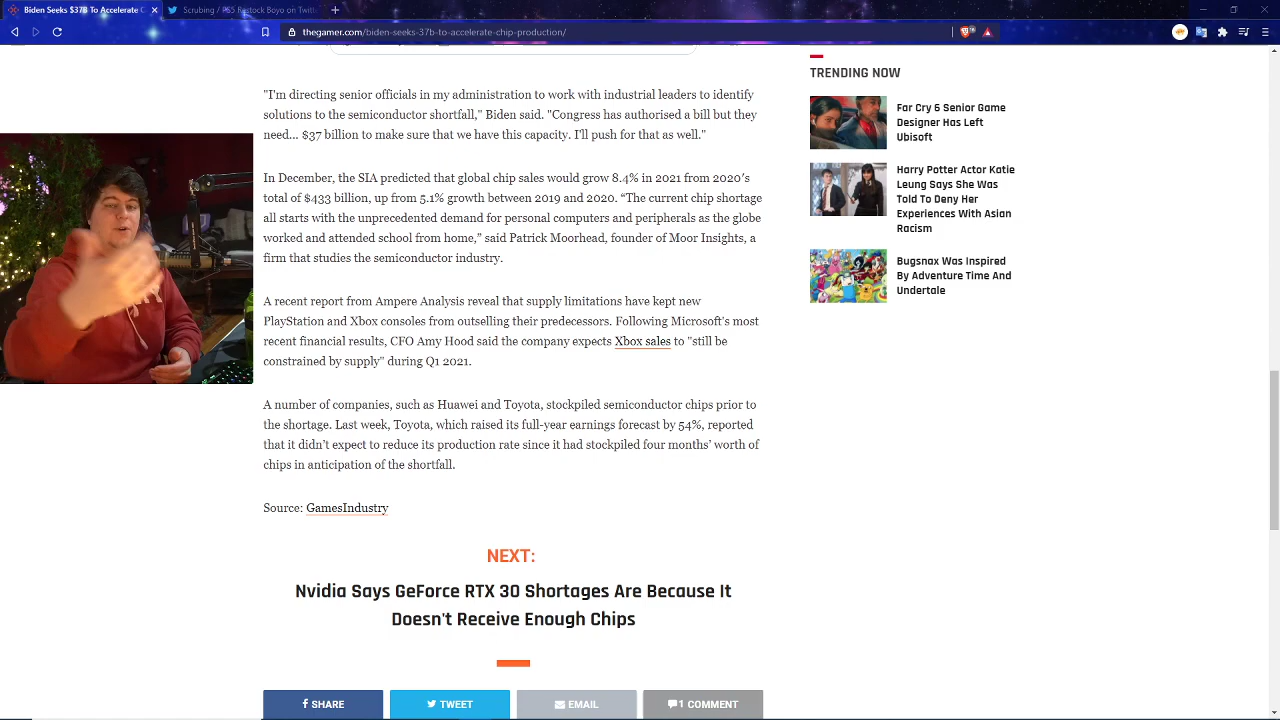 Biden Seeks $37B To Accelerate C
Scrubing / PS5 Restock Boyo on Twi
thegamer.com/biden-seeks-37b-to-accelerate-chip-production/
"I'm directing senior officials in my administration to work with industrial leaders to identify
solutions to the semiconductor shortfall," Biden said. "Congress has authorised a bill but they
need... $37 billion to make sure that we have this capacity. I'll push for that as well."
In December, the SIA predicted that global chip sales would grow 8.4% in 2021 from 2020's
total of $433 billion, up from 5.1% growth between 2019 and 2020. “The current chip shortage
all starts with the unprecedented demand for personal computers and peripherals as the globe
worked and attended school from home,” said Patrick Moorhead, founder of Moor Insights, a
firm that studies the semiconductor industry.
A recent report from Ampere Analysis reveal that supply limitations have kept new
PlayStation and Xbox consoles from outselling their predecessors. Following Microsoft's most
recent financial results, CFO Amy Hood said the company expects Xbox sales to "still be
constrained by supply" during Q1 2021.
A number of companies, such as Huawei and Toyota, stockpiled semiconductor chips prior to
the shortage. Last week, Toyota, which raised its full-year earnings forecast by 54%, reported
that it didn’t expect to reduce its production rate since it had stockpiled four months’ worth of
chips in anticipation of the shortfall.
Source: GamesIndustry
NEXT:
Nvidia Says GeForce RTX 30 Shortages Are Because It
Doesn't Receive Enough Chips
SHARE
TWEET
EMAIL
1 COMMENT
TRENDING NOW
Far Cry 6 Senior Game
Designer Has Left
Ubisoft
Harry Potter Actor Katie
Leung Says She Was
Told To Deny Her
Experiences With Asian
Racism
Bugsnax Was Inspired
By Adventure Time And
Undertale